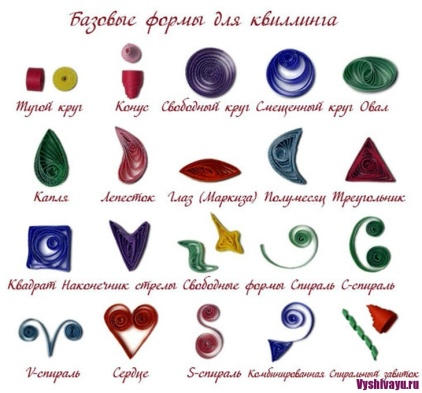 Базовые формы для квиллинга
Тугой круг Конус Свободный круг Смещенный круг Овал
Капля Лепесток Глаз (Маркиза) Полумесяц Треугольник
Квадрат Наконечник стрелы Свободные формы Спираль С-спираль
V-спираль Сердце S-спираль Комбинированная Спиральный завиток
Vyshivayu.ru